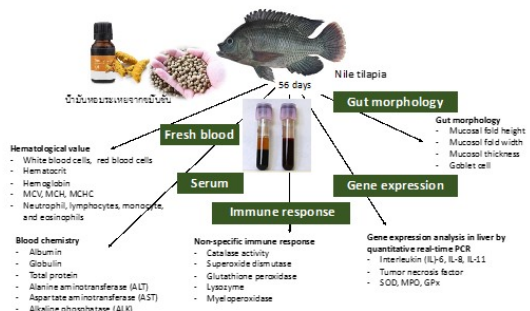 Nile tilapia
56 days
น้ำมันหอมระเหยจากขมิ้นชัน
Gut morphology
Fresh blood
Gut morphology
- Mucosal fold height
- Mucosal fold width
- Mucosol thickness
- Goblet cell
Hematological value
- White blood cells, red blood cells
- Hematocrit
- Hemoglobin
- MCV, MCH, MCHC
- Neutrophil, lymphocytes, monocyte,
and eosinophils
Serum
Gene expression
Immune response
Blood chemistry
- Albumin
- Globulin
- Total protein
- Alanine aminotransferase (ALT)
- Aspartate aminotransferase (AST)
- Alkaline phosphatase (ALK)
Non-specific immune response
- Catalase activity
- Superoxide dismutase
- Glutathione peroxidase
- Lysozyme
- Myeloperoxidase
Gene expression analysis in liver by
quantitative real-time PCR
- Interleukin (IL)-6, IL-8, IL-11
- Tumor necrosis factor
- SOD, MPO, GPx